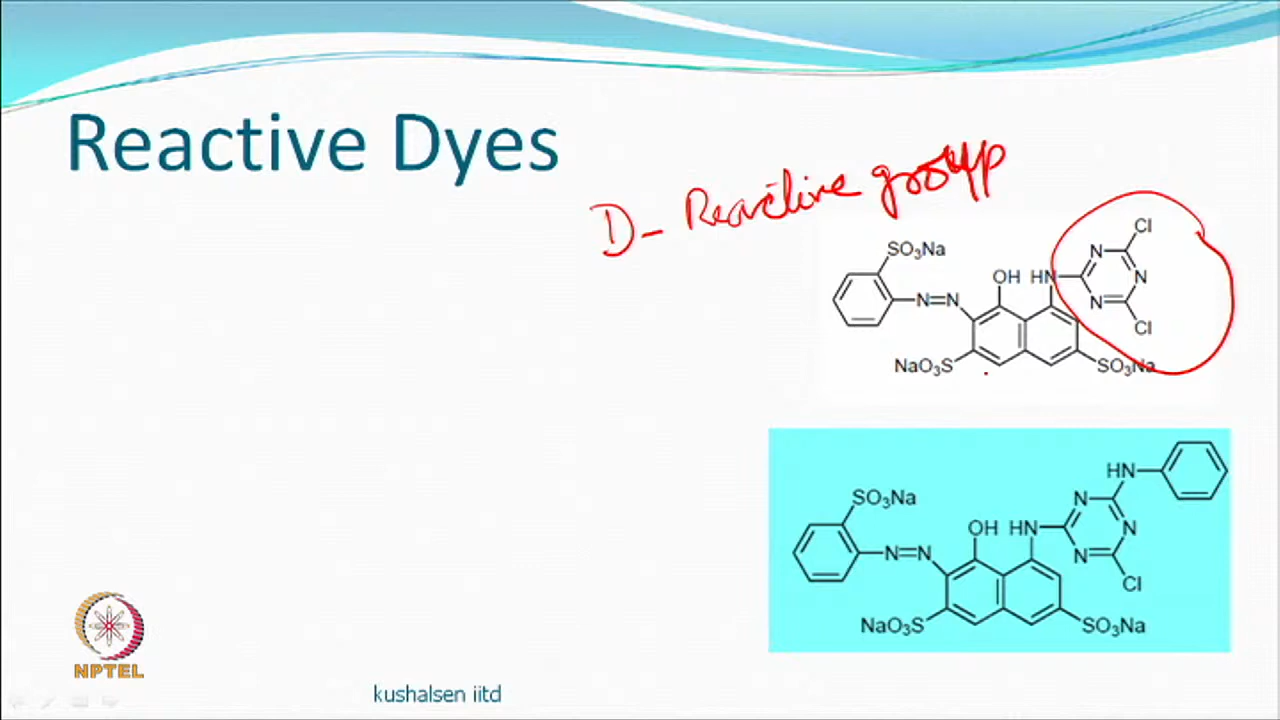 Reactive Dyes
D- Reactive group
Cl
SO₃Na
N
N
OH
HN
N
N=N
Cl
NaO₃S
SO₃Na
HN
SO₃Na
N
OH
HN
N
N=N
N
Cl
NaO₃S
SO₃Na
NPTEL
kushalsen iitd